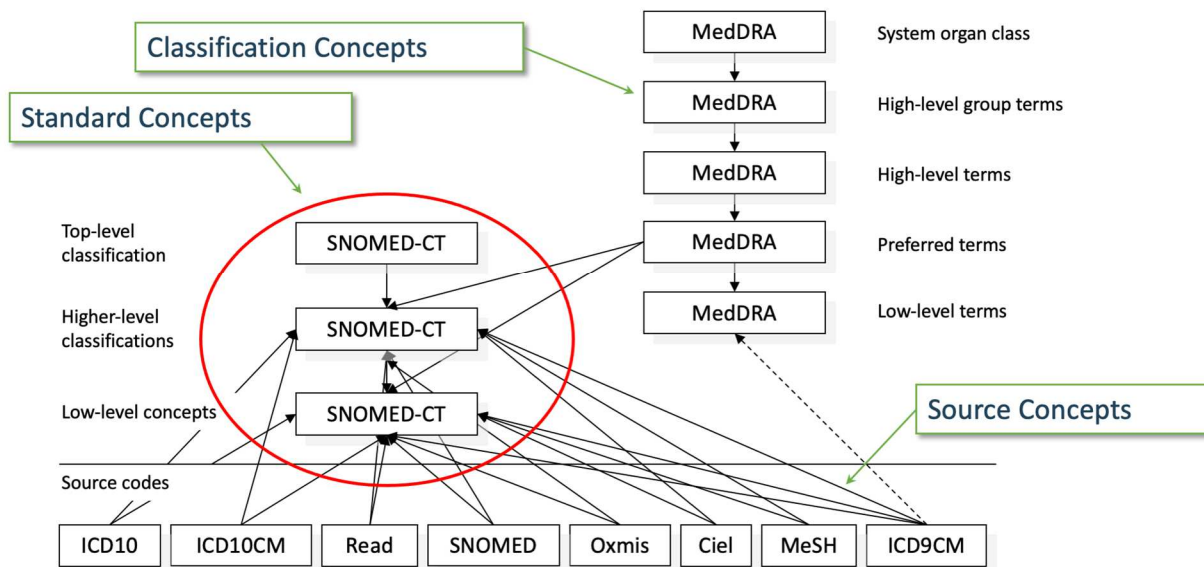 Classification Concepts
MedDRA
System organ class
Standard Concepts
MedDRA
High-level group terms
MedDRA
High-level terms
Top-level
classification
SNOMED-CT
MedDRA
Preferred terms
Higher-level
classifications
SNOMED-CT
MedDRA
Low-level terms
Low-level concepts
SNOMED-CT
Source Concepts
Source codes
ICD10
ICD10CM
Read
SNOMED
Oxmis
Ciel
MeSH
ICD9CM